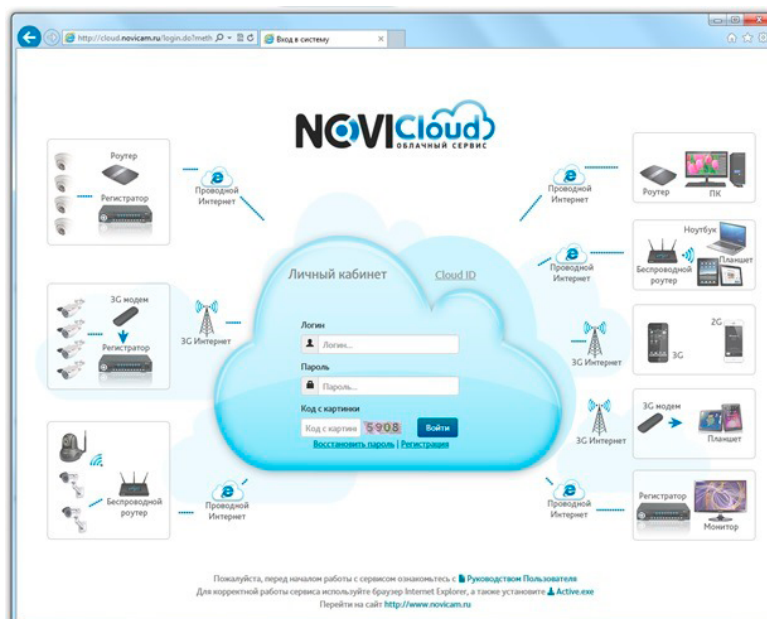 http://cloud.novicam.ru/login.do?meth
Вход в систему
NOVICloud
ОБЛАЧНЫЙ СЕРВИС
Роутер
Регистратор
Проводной
Интернет
3G модем
Регистратор
3G Интернет
Беспроводной
роутер
Проводной
Интернет
Личный кабинет
Cloud ID
Логин
Логин...
Пароль
Пароль...
Код с картинки
Код с картин
5908
Войти
Восстановить пароль | Регистрация
Проводной
Интернет
Роутер
ПК
Проводной
Интернет
Ноутбук
Планшет
Беспроводной
роутер
3G Интернет
3G
2G
3G Интернет
3G модем
Планшет
Проводной
Интернет
Регистратор
Монитор
Пожалуйста, перед началом работы с сервисом ознакомьтесь с Руководством Пользователя
Для корректной работы сервиса используйте браузер Internet Explorer, а также установите Active.exe
Перейти на сайт http://www.novicam.ru